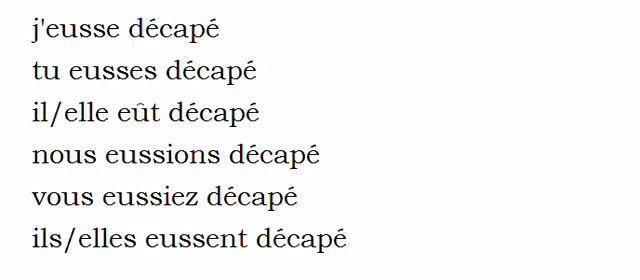 j'eusse décapé
tu eusses décapé
il/elle eût décapé
nous eussions décapé
vous eussiez décapé
ils/elles eussent décapé